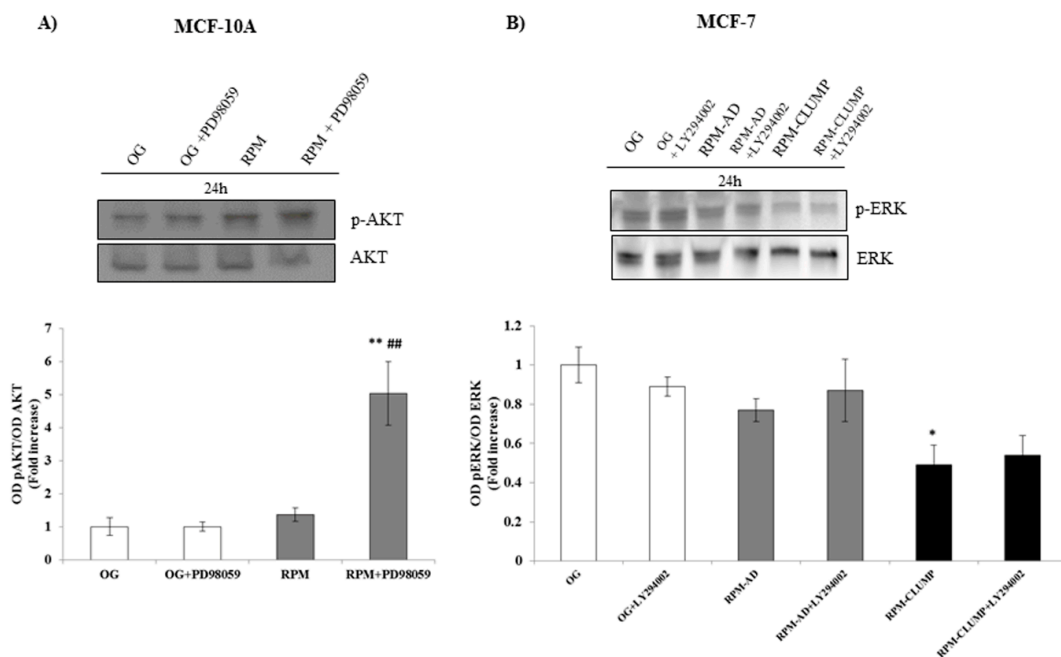 A)
MCF-10A
OG
OG +PD98059
RPM
RPM + PD98059
24h
p-AKT
AKT
OD pAKT/OD AKT
(Fold increase)
7
6
5
4
3
2
1
0
** ##
OG
OG+PD98059
RPM
RPM+PD98059
B)
MCF-7
OG
OG
+ LY294002
RPM-AD
RPM-AD
+LY294002
RPM-CLUMP
RPM-CLUMP
+LY294002
24h
p-ERK
ERK
OD pERK/OD ERK
(Fold increase)
1.2
1
0.8
0.6
0.4
0.2
0
*
OG
OG+LY294002
RPM-AD
RPM-AD+LY294002
RPM-CLUMP
RPM-CLUMP+LY294002